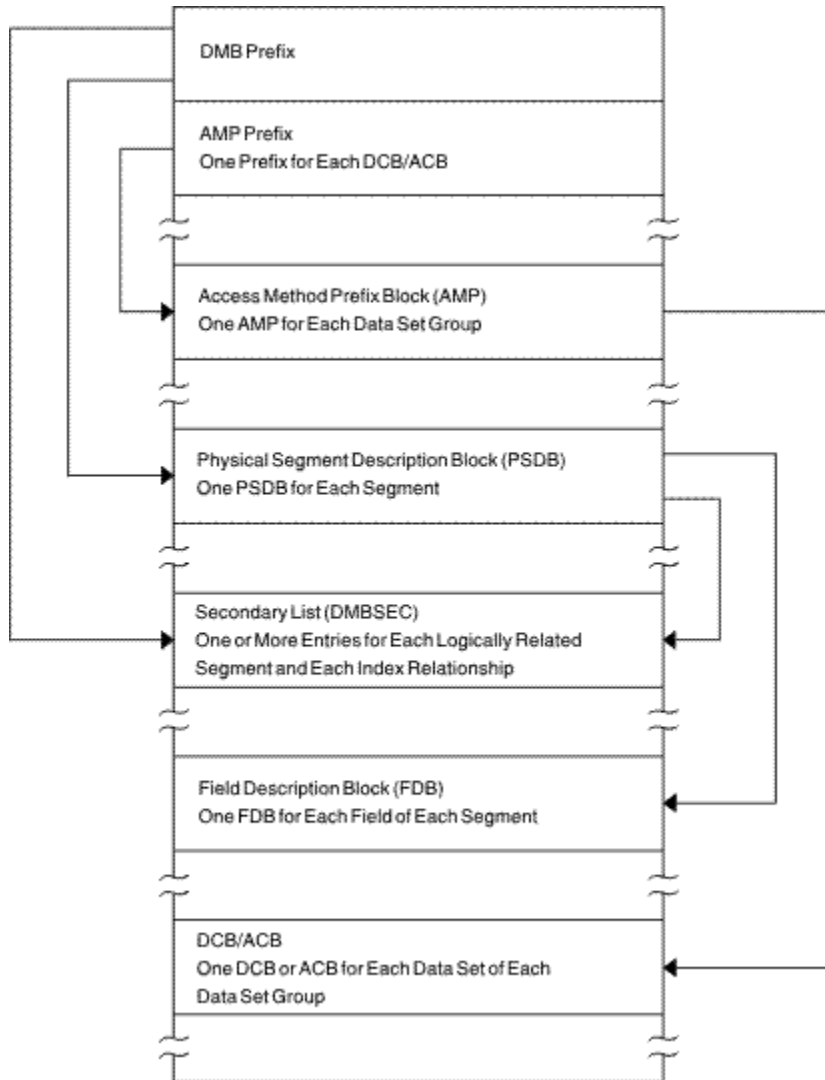 DMB Prefix
AMP Prefix
One Prefix for Each DCB/ACB
Access Method Prefix Block (AMP)
One AMP for Each Data Set Group
Physical Segment Description Block (PSDB)
One PSDB for Each Segment
Secondary List (DMBSEC)
One or More Entries for Each Logically Related
Segment and Each Index Relationship
Field Description Block (FDB)
One FDB for Each Field of Each Segment
DCB/ACB
One DCB or ACB for Each Data Set of Each
Data Set Group